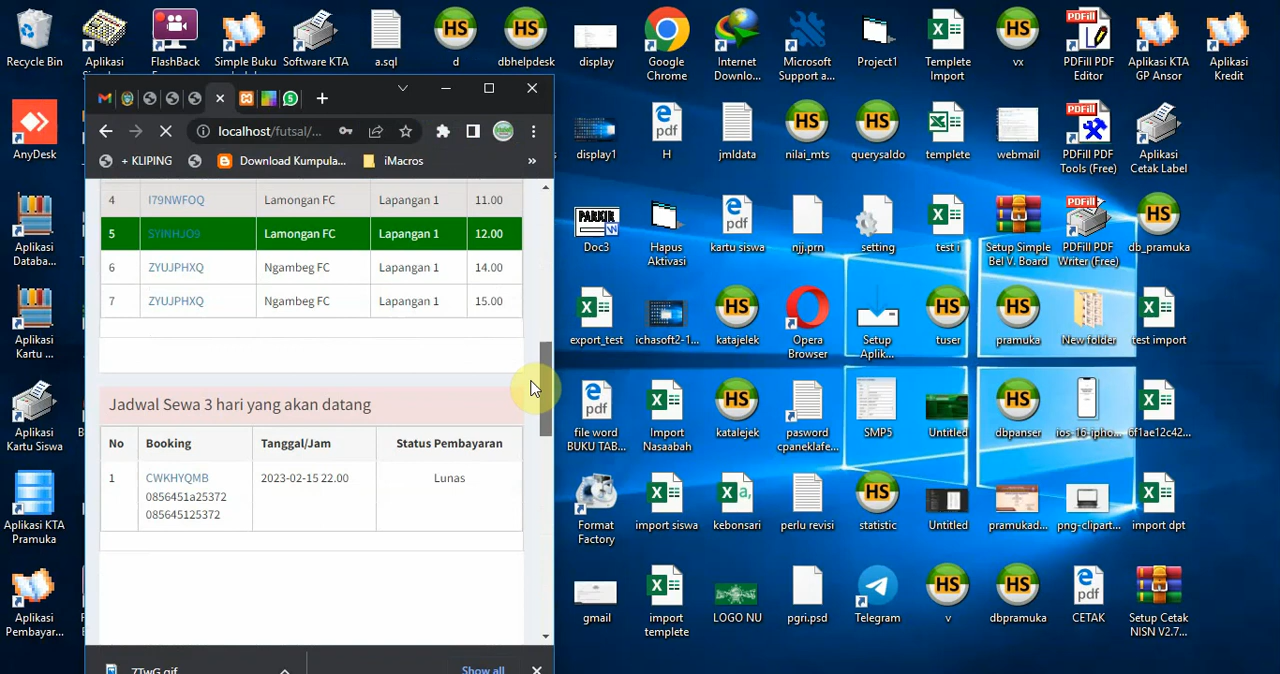 Recycle Bin
Aplikasi
FlashBack
Simple Buku
Software KTA
a.sql
d
dbhelpdesk
display
Google
Chrome
Internet
Downlo...
Microsoft
Support a...
Project1
Templete
Import
vx
PDFill PDF
Editor
Aplikasi KTA
GP Ansor
Aplikasi
Kredit
localhost/futsal/...
+ KLIPING
Download Kumpula...
iMacros
»
4 I79NWFOQ Lamongan FC Lapangan 1 11.00
5 SYINHJO9 Lamongan FC Lapangan 1 12.00
6 ZYUJPHXQ Ngambeg FC Lapangan 1 14.00
7 ZYUJPHXQ Ngambeg FC Lapangan 1 15.00
Jadwal Sewa 3 hari yang akan datang
No Booking Tanggal/Jam Status Pembayaran
1 CWKHYQMB 2023-02-15 22.00 Lunas
0856451a25372
085645125372
7TwG.gif
Show all
AnyDesk
Aplikasi
Databa...
Aplikasi
Kartu ...
Aplikasi
Kartu Siswa
Aplikasi KTA
Pramuka
Aplikasi
Pembayar...
display1
H
jmldata
nilai_mts
querysaldo
templete
webmail
PDFill PDF
Tools (Free)
Aplikasi
Cetak Label
PARKIR
Doc3
Hapus
Aktivasi
kartu siswa
njj.prn
setting
test i
Setup Simple
Bel V. Board
PDFill PDF
Writer (Free)
db_pramuka
export_test
ichasoft2-1...
katajelek
Opera
Browser
Setup
Aplik...
tuser
pramuka
New folder
test import
file word
BUKU TAB...
Import
Nasaabah
katalejek
pasword
cpaneklafe...
SMP5
Untitled
dbpanser
ios-16-ipho...
6f1ae12c42...
Format
Factory
import siswa
kebonsari
perlu revisi
statistic
Untitled
pramukad...
png-clipart...
import dpt
gmail
import
templete
LOGO NU
pgri.psd
Telegram
v
dbpramuka
CETAK
Setup Cetak
NISN V2.7...